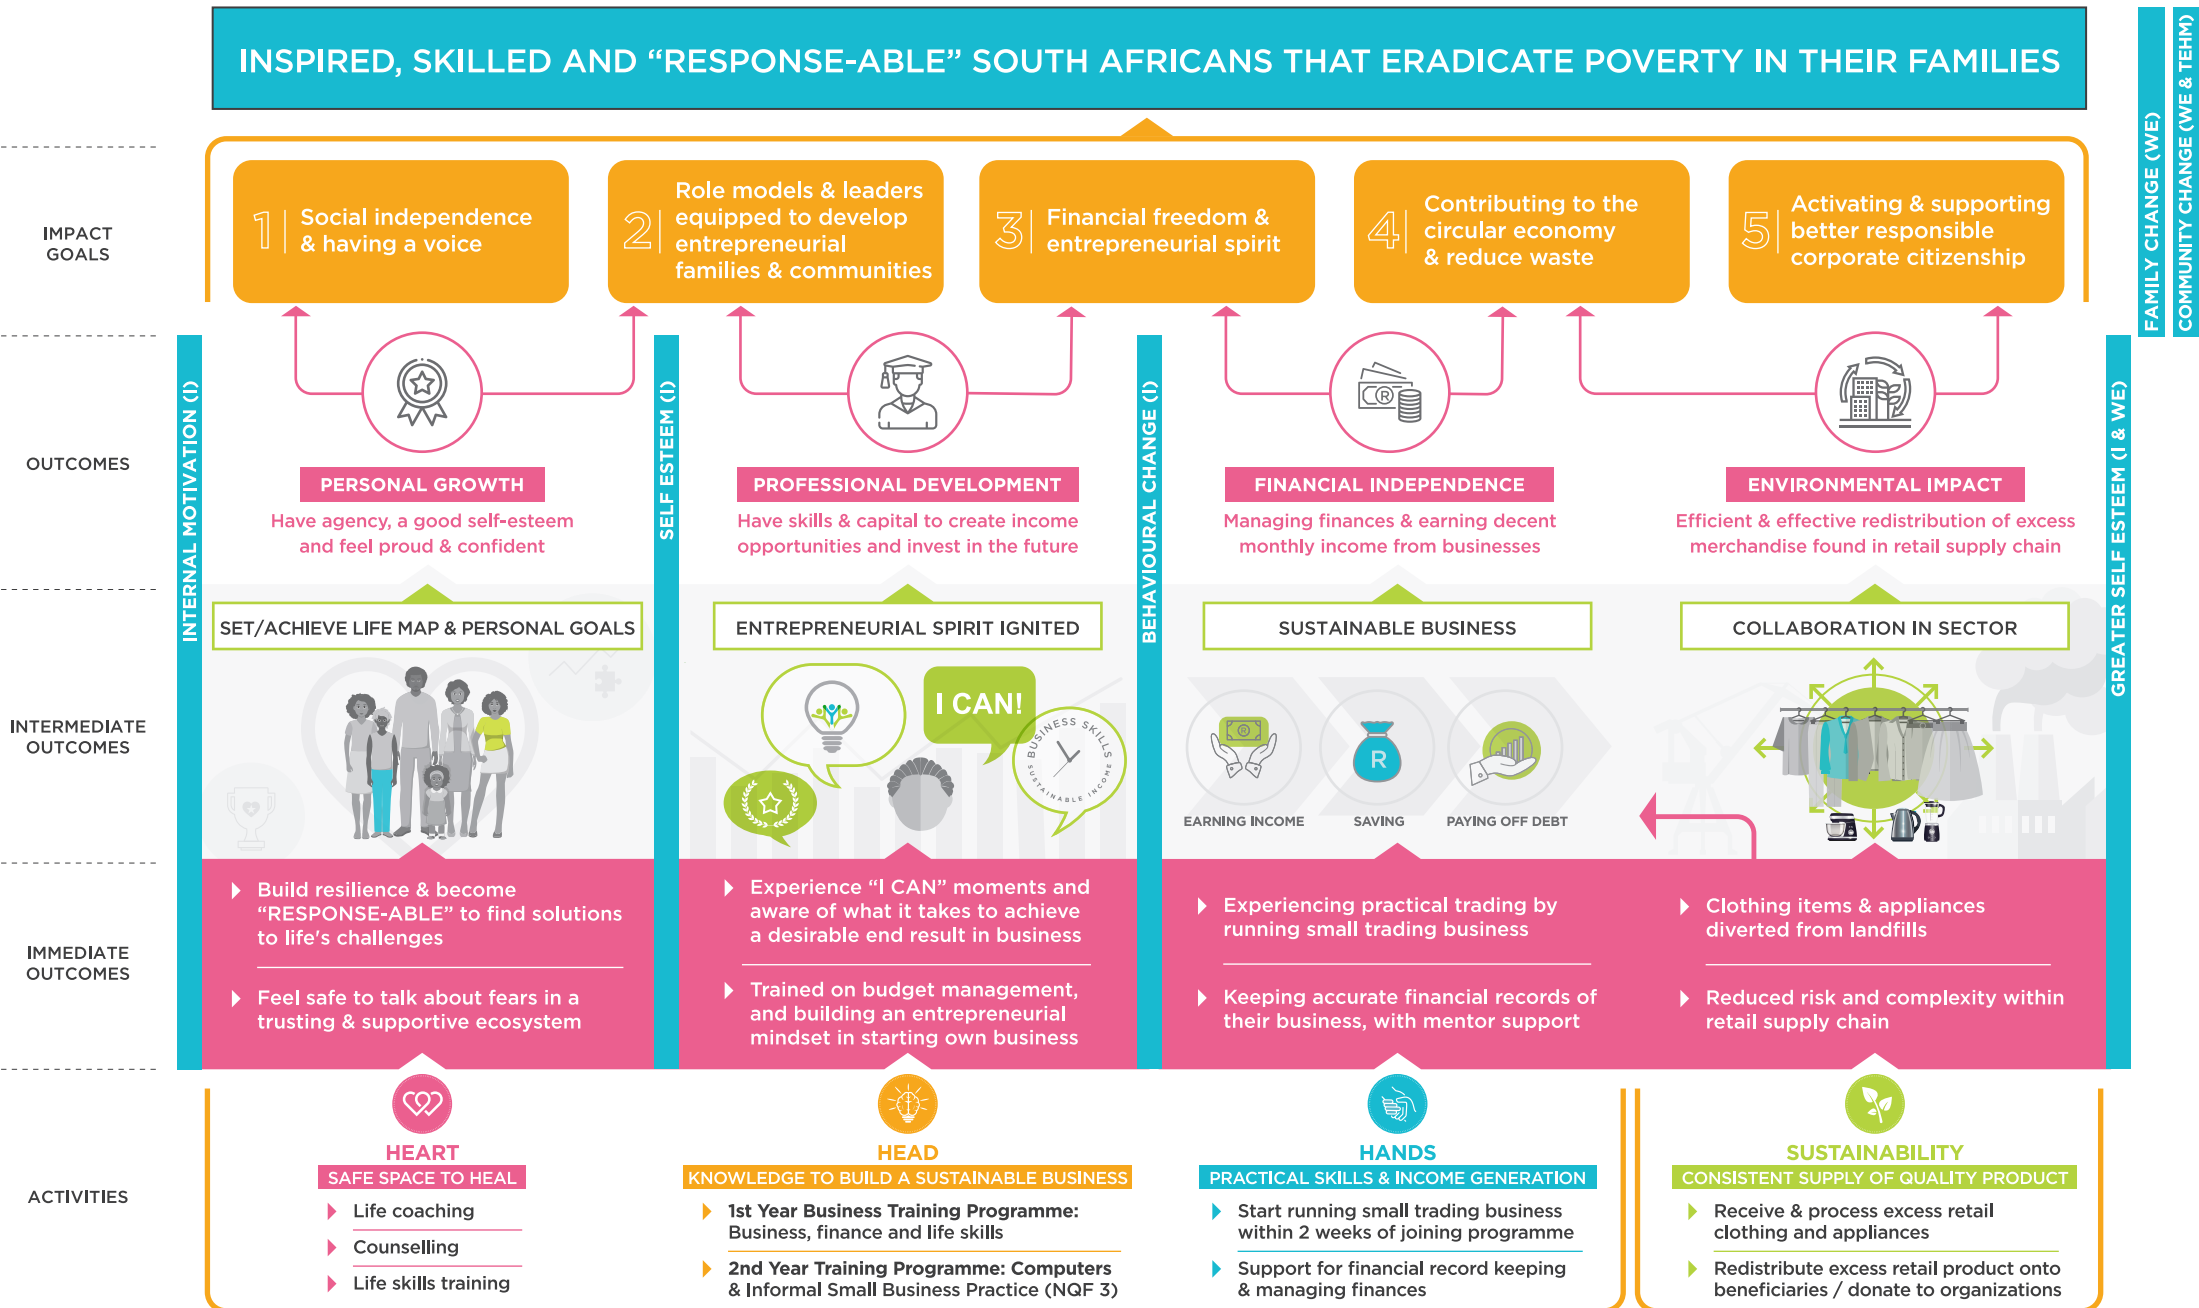 INSPIRED, SKILLED AND “RESPONSE-ABLE” SOUTH AFRICANS THAT ERADICATE POVERTY IN THEIR FAMILIES
FAMILY CHANGE (WE)
COMMUNITY CHANGE (WE & TEHM)
IMPACT
GOALS
1
Social independence
& having a voice
2
Role models & leaders
equipped to develop
entrepreneurial
families & communities
3
Financial freedom &
entrepreneurial spirit
4
Contributing to the
circular economy
& reduce waste
5
Activating & supporting
better responsible
corporate citizenship
INTERNAL MOTIVATION (I)
SELF ESTEEM (I)
BEHAVIOURAL CHANGE (I)
GREATER SELF ESTEEM (I & WE)
OUTCOMES
R
PERSONAL GROWTH
Have agency, a good self-esteem
and feel proud & confident
PROFESSIONAL DEVELOPMENT
Have skills & capital to create income
opportunities and invest in the future
FINANCIAL INDEPENDENCE
Managing finances & earning decent
monthly income from businesses
ENVIRONMENTAL IMPACT
Efficient & effective redistribution of excess
merchandise found in retail supply chain
INTERMEDIATE
OUTCOMES
SET/ACHIEVE LIFE MAP & PERSONAL GOALS
ENTREPRENEURIAL SPIRIT IGNITED
I CAN!
BUSINESS SKILLS
SUSTAINABLE INCOME
SUSTAINABLE BUSINESS
R
R
EARNING INCOME
SAVING
PAYING OFF DEBT
COLLABORATION IN SECTOR
IMMEDIATE
OUTCOMES
Build resilience & become
“RESPONSE-ABLE” to find solutions
to life's challenges
Feel safe to talk about fears in a
trusting & supportive ecosystem
Experience “I CAN” moments and
aware of what it takes to achieve
a desirable end result in business
Trained on budget management,
and building an entrepreneurial
mindset in starting own business
Experiencing practical trading by
running small trading business
Keeping accurate financial records of
their business, with mentor support
Clothing items & appliances
diverted from landfills
Reduced risk and complexity within
retail supply chain
ACTIVITIES
HEART
SAFE SPACE TO HEAL
Life coaching
Counselling
Life skills training
HEAD
KNOWLEDGE TO BUILD A SUSTAINABLE BUSINESS
1st Year Business Training Programme:
Business, finance and life skills
2nd Year Training Programme: Computers
& Informal Small Business Practice (NQF 3)
HANDS
PRACTICAL SKILLS & INCOME GENERATION
Start running small trading business
within 2 weeks of joining programme
Support for financial record keeping
& managing finances
SUSTAINABILITY
CONSISTENT SUPPLY OF QUALITY PRODUCT
Receive & process excess retail
clothing and appliances
Redistribute excess retail product onto
beneficiaries / donate to organizations